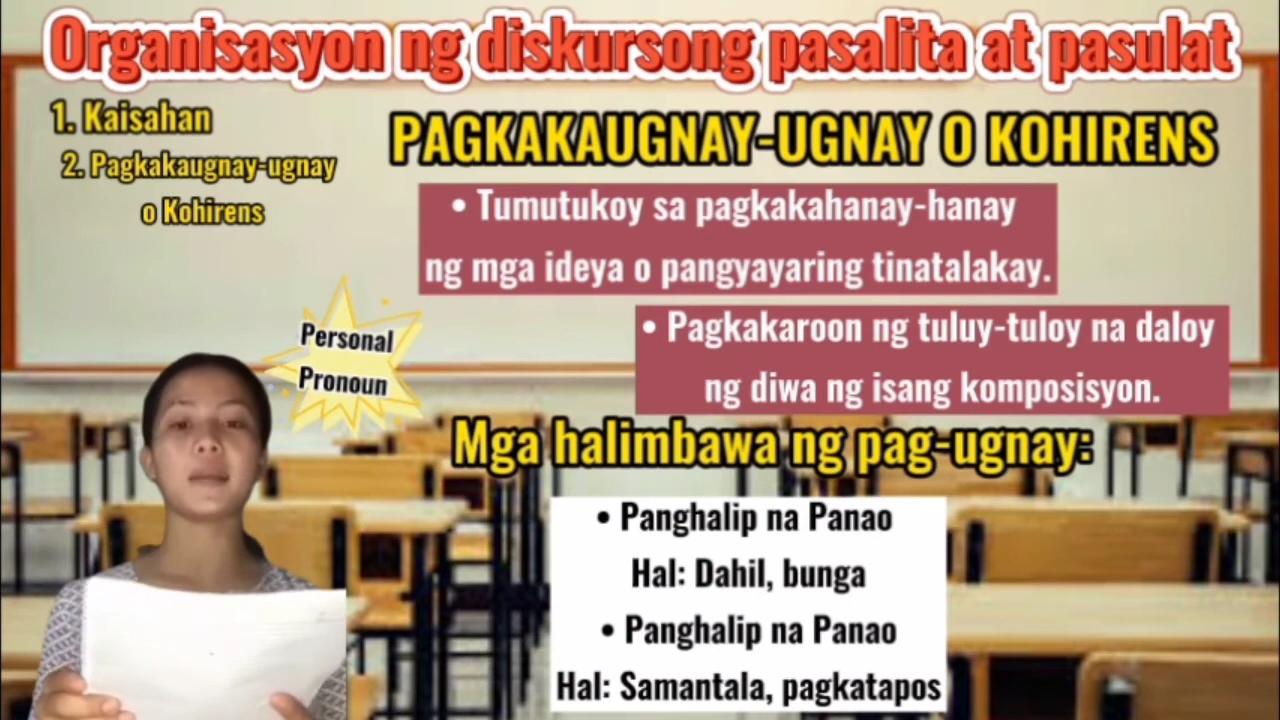 Organisasyon ng diskursong pasalita at pasulat
1. Kaisahan
2. Pagkakaugnay-ugnay
o Kohirens
PAGKAKAUGNAY-UGNAY O KOHIRENS
• Tumutukoy sa pagkakahanay-hanay
ng mga ideya o pangyayaring tinatalakay.
• Pagkakaroon ng tuluy-tuloy na daloy
ng diwa ng isang komposisyon.
Personal
Pronoun
Mga halimbawa ng pag-ugnay:
• Panghalip na Panao
Hal: Dahil, bunga
• Panghalip na Panao
Hal: Samantala, pagkatapos